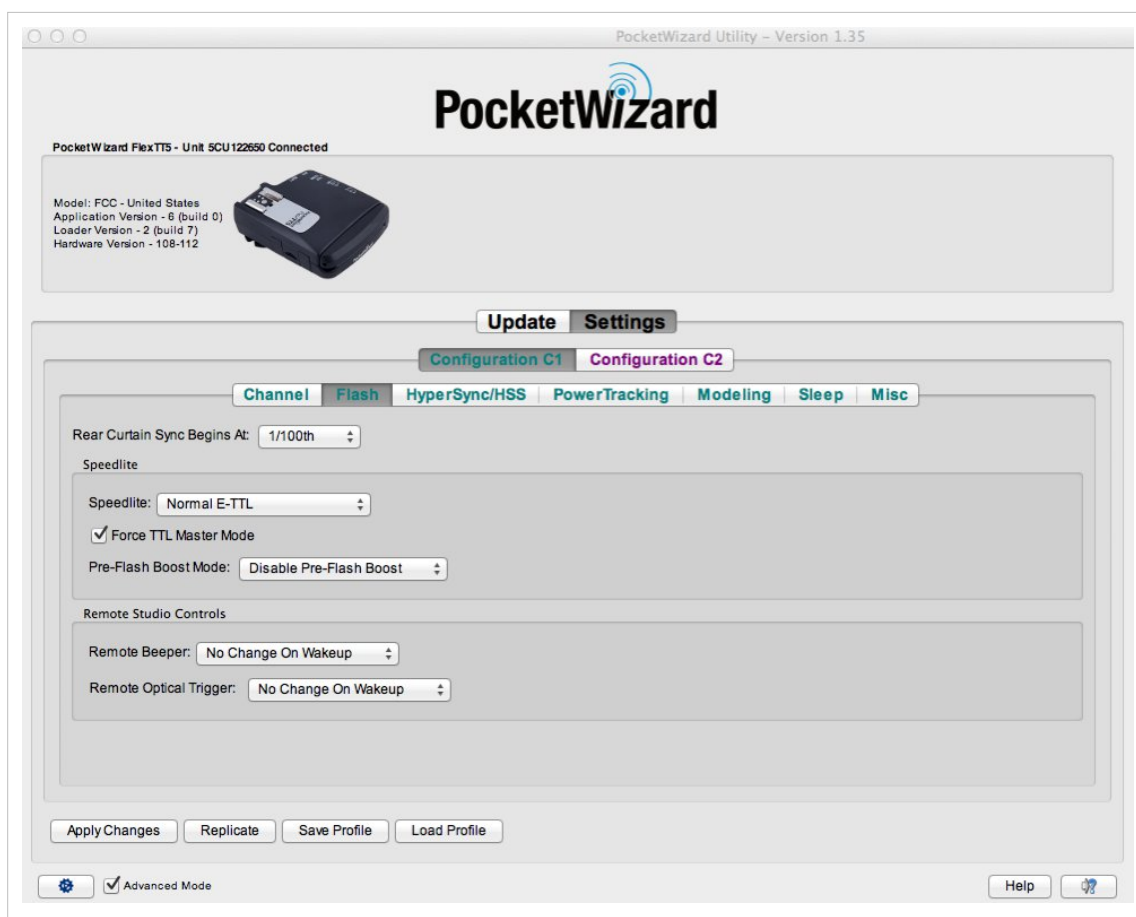 PocketWizard Utility – Version 1.35
PocketWizard
PocketWizard FlexTT5 - Unit 5CU122650 Connected
Model: FCC - United States
Application Version - 6 (build 0)
Loader Version - 2 (build 7)
Hardware Version - 108-112
Update Settings
Configuration C1 Configuration C2
Channel Flash HyperSync/HSS PowerTracking Modeling Sleep Misc
Rear Curtain Sync Begins At: 1/100th
Speedlite
Speedlite: Normal E-TTL
Force TTL Master Mode
Pre-Flash Boost Mode: Disable Pre-Flash Boost
Remote Studio Controls
Remote Beeper: No Change On Wakeup
Remote Optical Trigger: No Change On Wakeup
Apply Changes Replicate Save Profile Load Profile
Advanced Mode Help